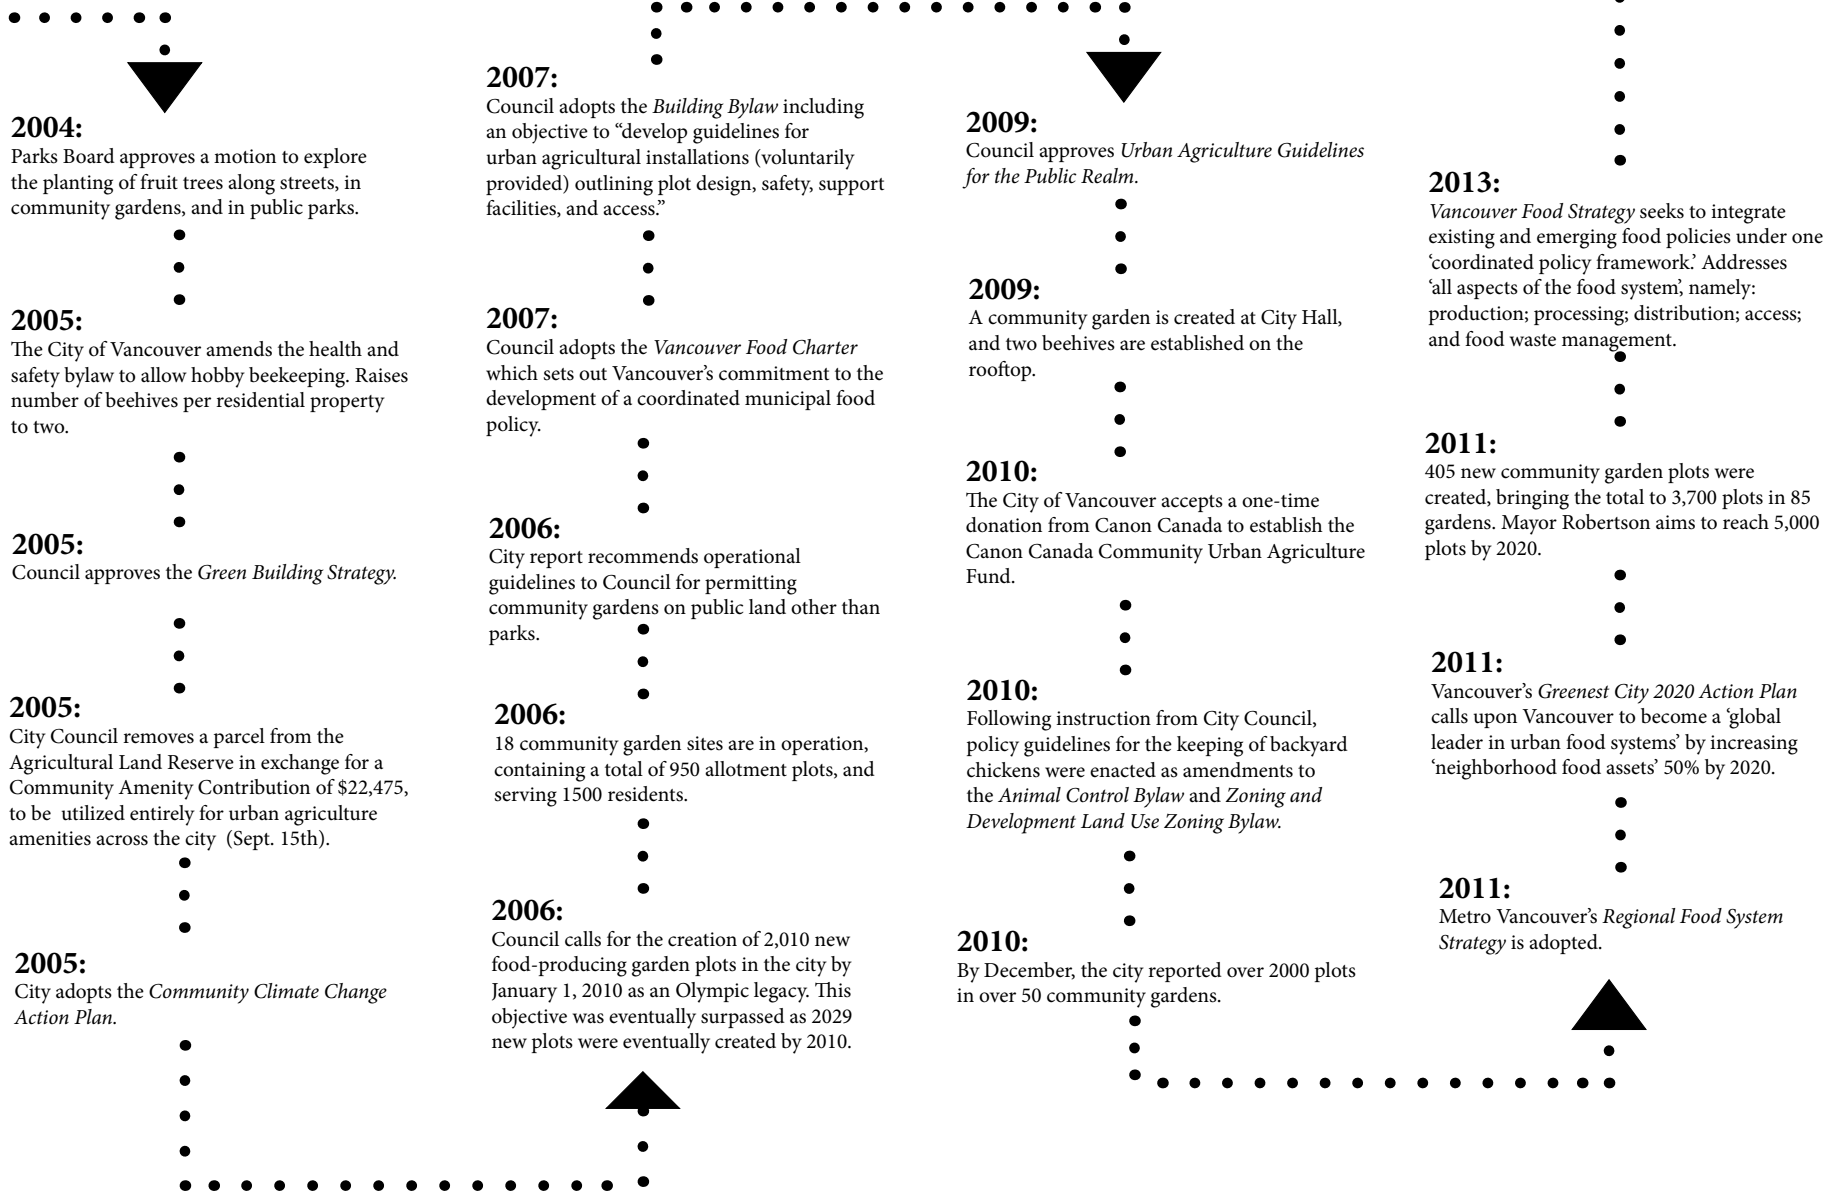 2004:
Parks Board approves a motion to explore
the planting of fruit trees along streets, in
community gardens, and in public parks.
2005:
The City of Vancouver amends the health and
safety bylaw to allow hobby beekeeping. Raises
number of beehives per residential property
to two.
2005:
Council approves the Green Building Strategy.
2005:
City Council removes a parcel from the
Agricultural Land Reserve in exchange for a
Community Amenity Contribution of $22,475,
to be  utilized entirely for urban agriculture
amenities across the city  (Sept. 15th).
2005:
City adopts the Community Climate Change
Action Plan.
2007:
Council adopts the Building Bylaw including
an objective to “develop guidelines for
urban agricultural installations (voluntarily
provided) outlining plot design, safety, support
facilities, and access.”
2007:
Council adopts the Vancouver Food Charter
which sets out Vancouver’s commitment to the
development of a coordinated municipal food
policy.
2006:
City report recommends operational
guidelines to Council for permitting
community gardens on public land other than
parks.
2006:
18 community garden sites are in operation,
containing a total of 950 allotment plots, and
serving 1500 residents.
2006:
Council calls for the creation of 2,010 new
food-producing garden plots in the city by
January 1, 2010 as an Olympic legacy. This
objective was eventually surpassed as 2029
new plots were eventually created by 2010.
2009:
Council approves Urban Agriculture Guidelines
for the Public Realm.
2009:
A community garden is created at City Hall,
and two beehives are established on the
rooftop.
2010:
The City of Vancouver accepts a one-time
donation from Canon Canada to establish the
Canon Canada Community Urban Agriculture
Fund.
2010:
Following instruction from City Council,
policy guidelines for the keeping of backyard
chickens were enacted as amendments to
the Animal Control Bylaw and Zoning and
Development Land Use Zoning Bylaw.
2010:
By December, the city reported over 2000 plots
in over 50 community gardens.
2013:
Vancouver Food Strategy seeks to integrate
existing and emerging food policies under one
‘coordinated policy framework.’ Addresses
‘all aspects of the food system’, namely:
production; processing; distribution; access;
and food waste management.
2011:
405 new community garden plots were
created, bringing the total to 3,700 plots in 85
gardens. Mayor Robertson aims to reach 5,000
plots by 2020.
2011:
Vancouver’s Greenest City 2020 Action Plan
calls upon Vancouver to become a ‘global
leader in urban food systems’ by increasing
‘neighborhood food assets’ 50% by 2020.
2011:
Metro Vancouver’s Regional Food System
Strategy is adopted.